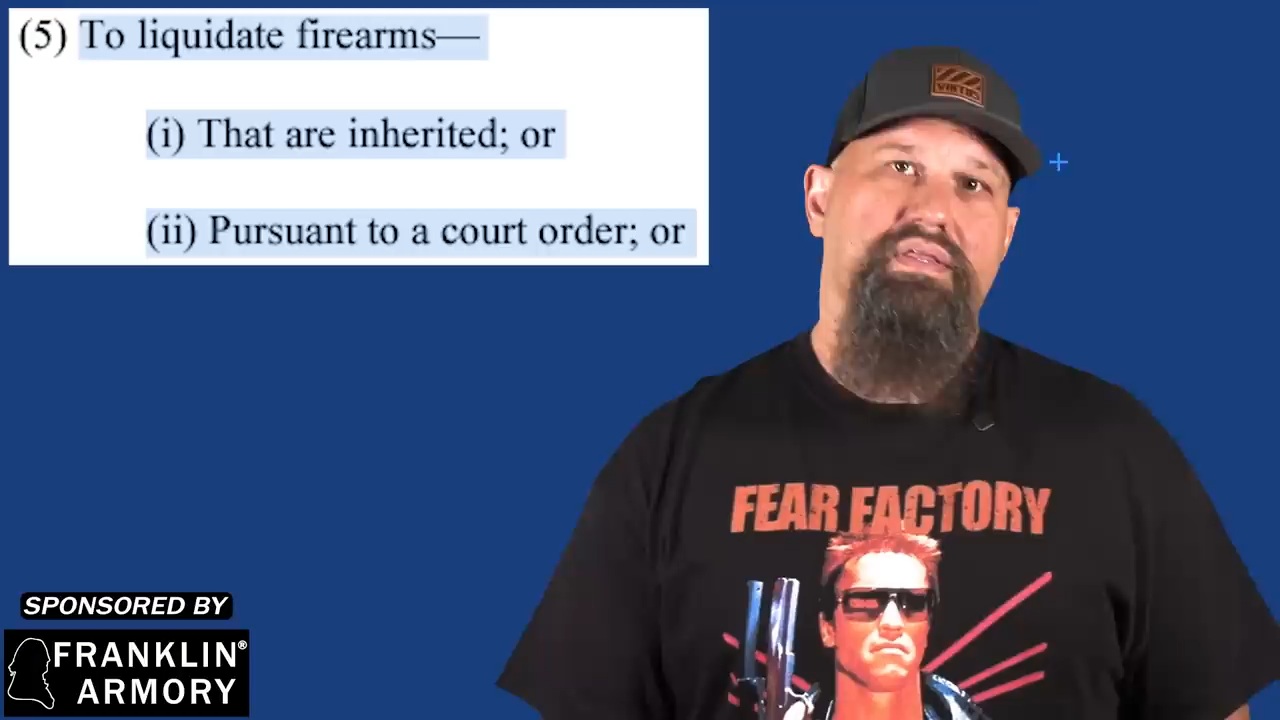 (5) To liquidate firearms—
(i) That are inherited; or
(ii) Pursuant to a court order; or
VIRTUS
FEAR FACTORY
SPONSORED BY
FRANKLIN®
ARMORY